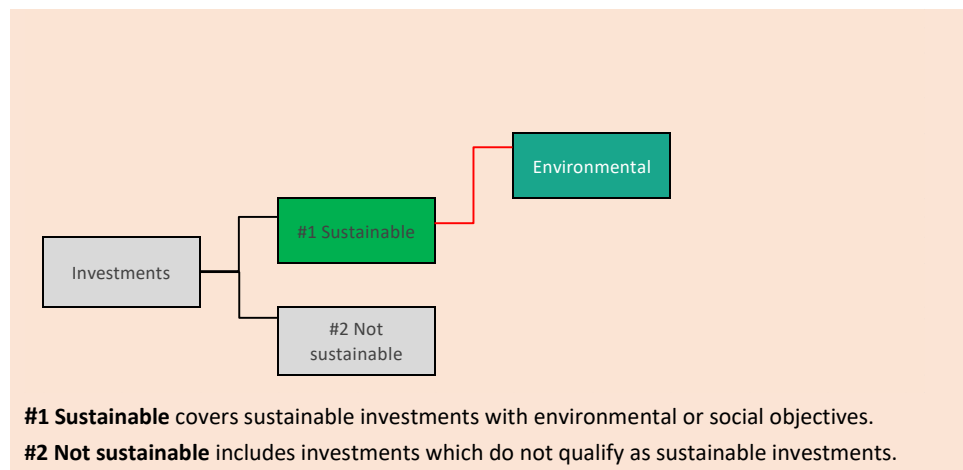 Environmental
#1 Sustainable
Investments
#2 Not
sustainable
#1 Sustainable covers sustainable investments with environmental or social objectives.
#2 Not sustainable includes investments which do not qualify as sustainable investments.